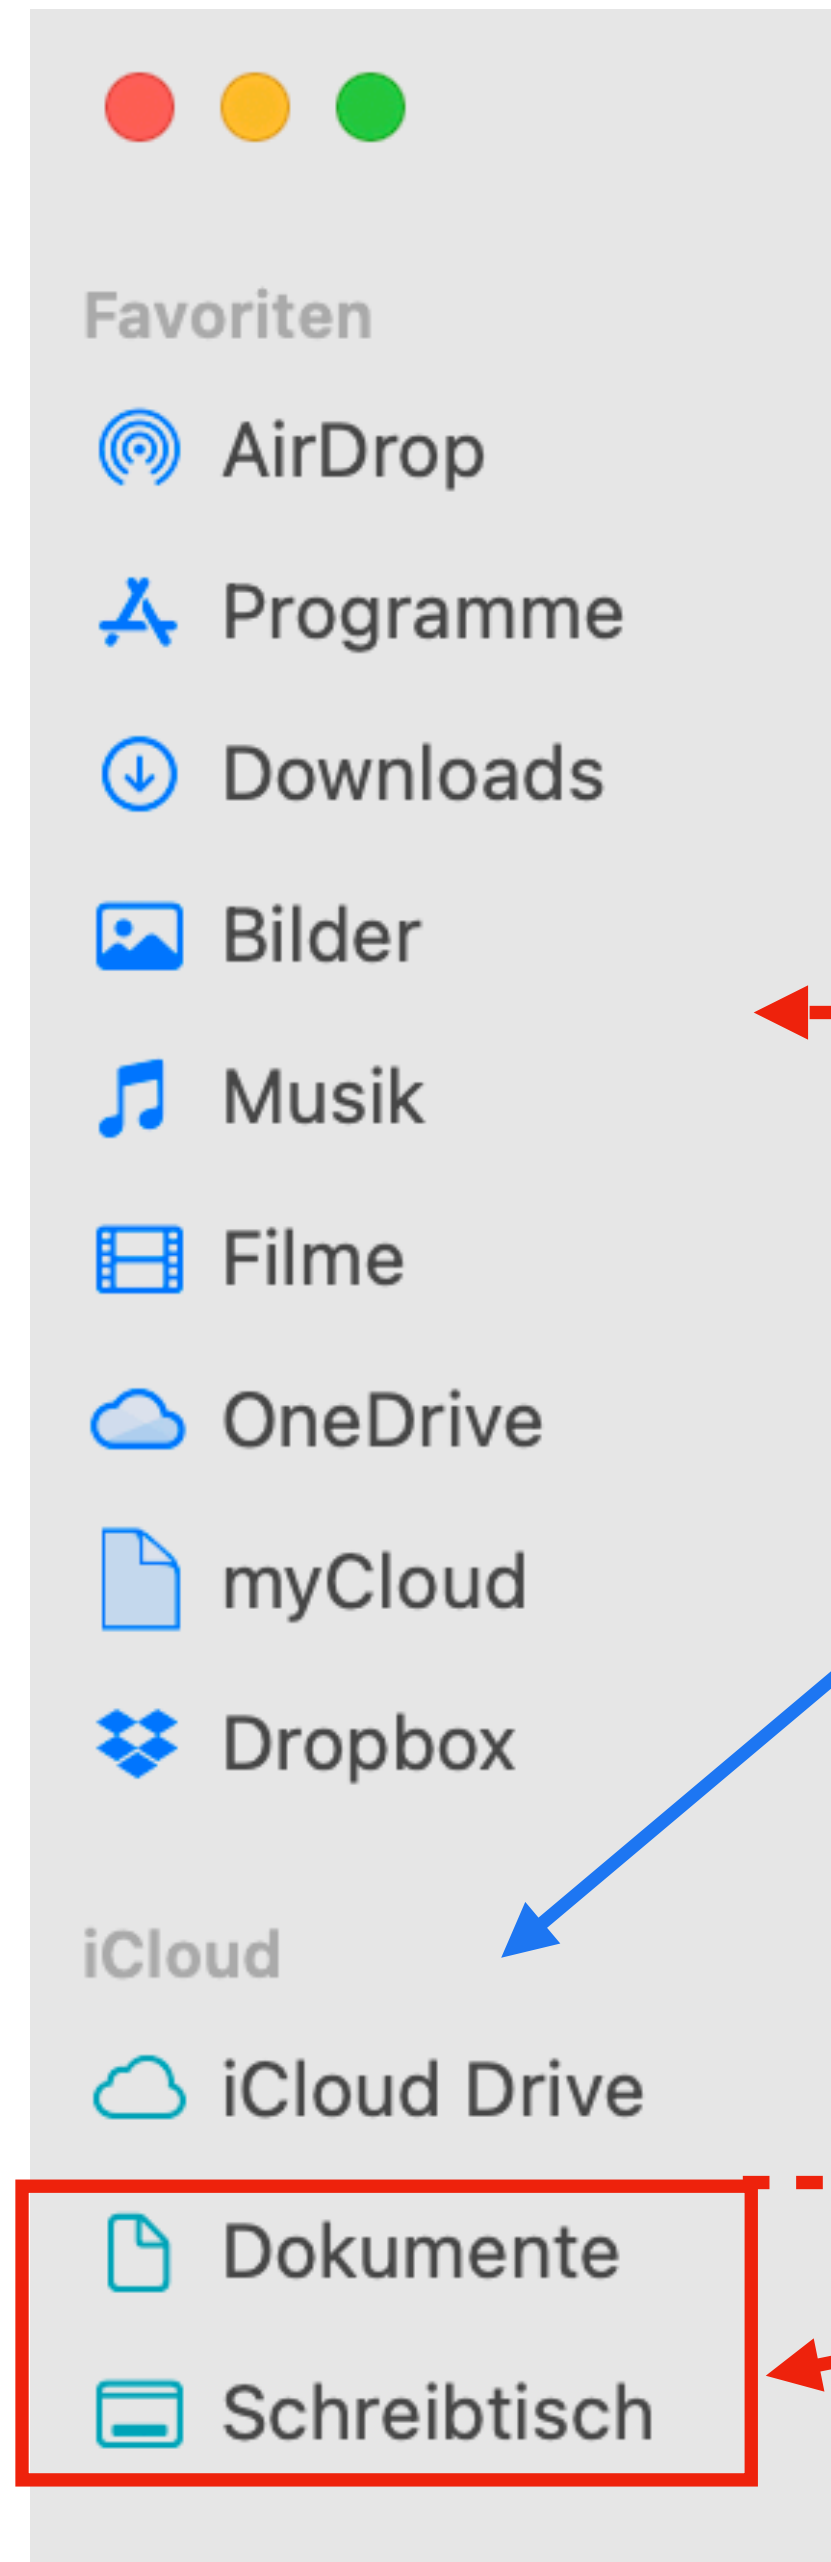 Favoriten
AirDrop
Programme
Downloads
Bilder
Musik
Filme
OneDrive
myCloud
Dropbox
iCloud
iCloud Drive
Dokumente
Schreibtisch